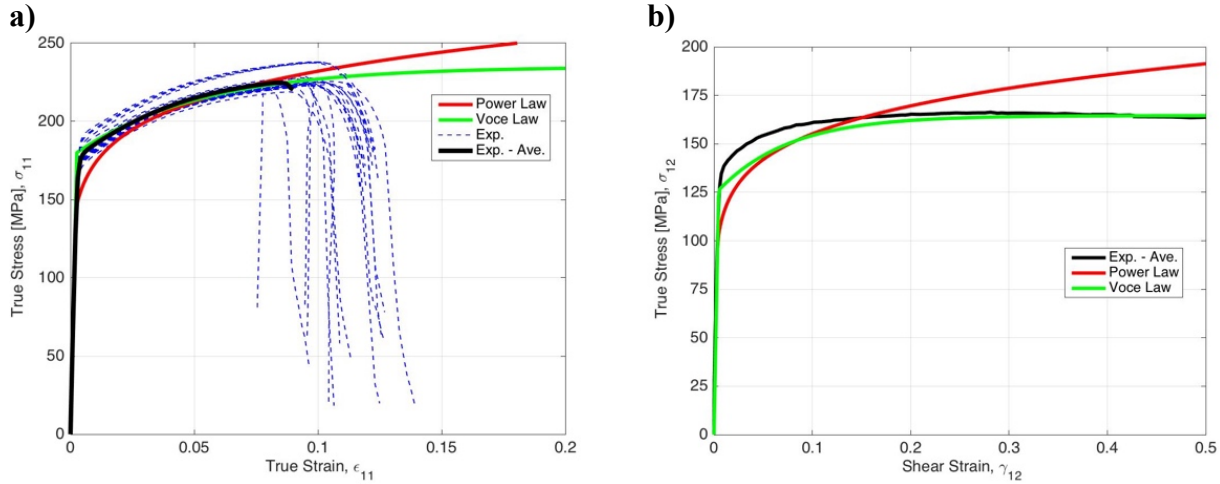 a)
250
200
150
100
50
0
True Stress [MPa], σ11
0
0.05
0.1
0.15
0.2
True Strain, ϵ11
Power Law
Voce Law
Exp.
Exp. - Ave.
b)
200
175
150
125
100
75
50
25
0
True Stress [MPa], σ12
0
0.1
0.2
0.3
0.4
0.5
Shear Strain, γ12
Exp. - Ave.
Power Law
Voce Law